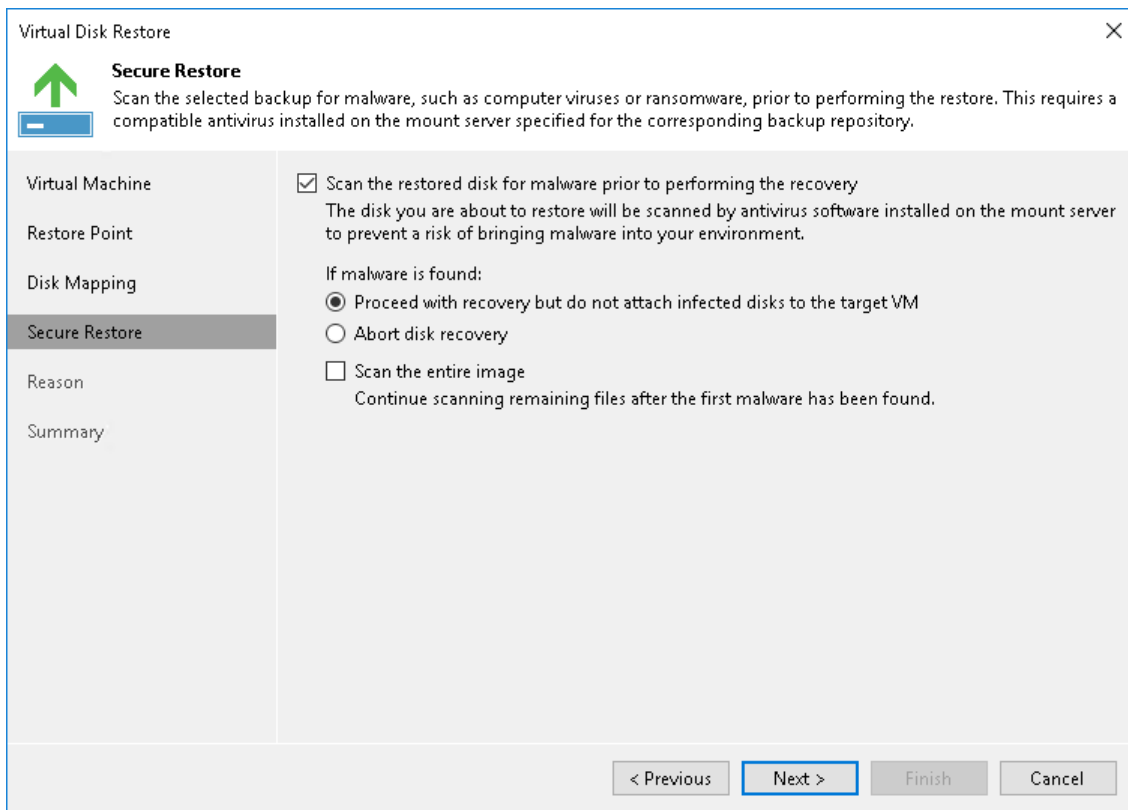 Virtual Disk Restore
Secure Restore
Scan the selected backup for malware, such as computer viruses or ransomware, prior to performing the restore. This requires a
compatible antivirus installed on the mount server specified for the corresponding backup repository.
Virtual Machine
Restore Point
Disk Mapping
Secure Restore
Reason
Summary
Scan the restored disk for malware prior to performing the recovery
The disk you are about to restore will be scanned by antivirus software installed on the mount server
to prevent a risk of bringing malware into your environment.
If malware is found:
Proceed with recovery but do not attach infected disks to the target VM
Abort disk recovery
Scan the entire image
Continue scanning remaining files after the first malware has been found.
< Previous
Next >
Finish
Cancel